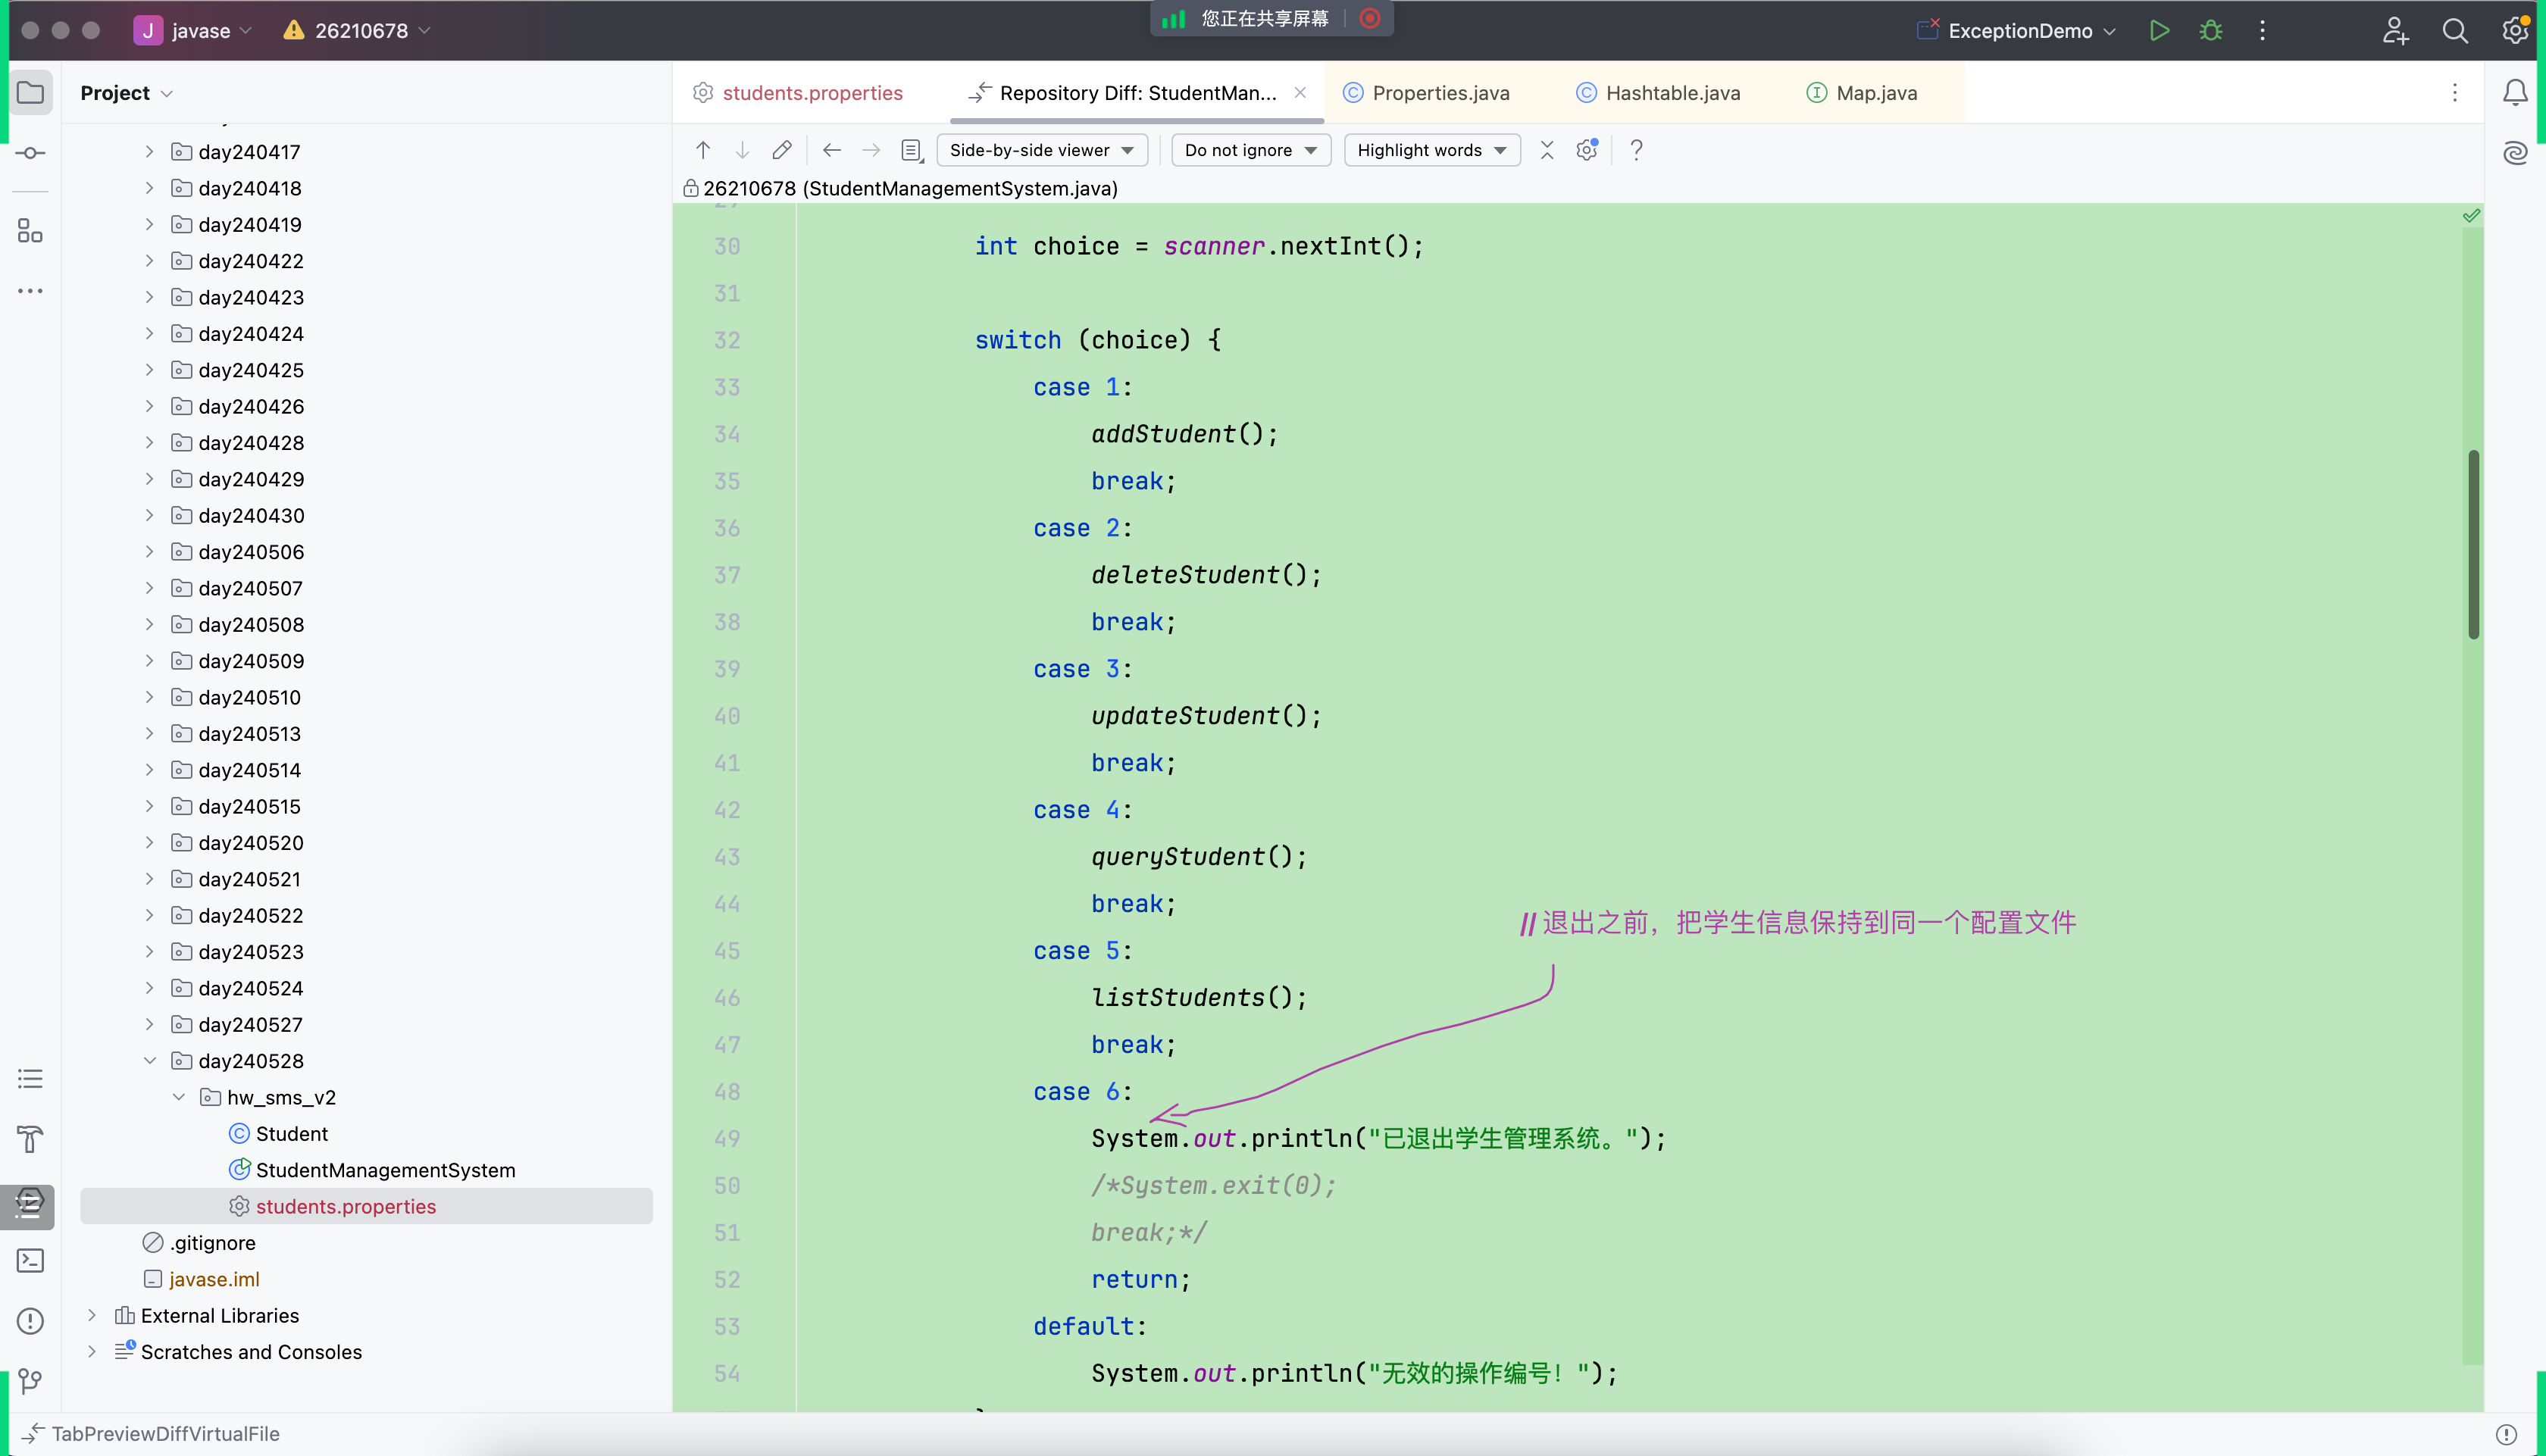 J javase
26210678
您正在共享屏幕
ExceptionDemo
Project
students.properties
Repository Diff: StudentMan...
Properties.java
Hashtable.java
Map.java
Side-by-side viewer
Do not ignore
Highlight words
?
26210678 (StudentManagementSystem.java)
day240417
day240418
day240419
day240422
day240423
day240424
day240425
day240426
day240428
day240429
day240430
day240506
day240507
day240508
day240509
day240510
day240513
day240514
day240515
day240520
day240521
day240522
day240523
day240524
day240527
day240528
hw_sms_v2
Student
StudentManagementSystem
students.properties
.gitignore
javase.iml
External Libraries
Scratches and Consoles
30 int choice = scanner.nextInt();
31
32 switch (choice) {
33 case 1:
34 addStudent();
35 break;
36 case 2:
37 deleteStudent();
38 break;
39 case 3:
40 updateStudent();
41 break;
42 case 4:
43 queryStudent();
44 break;
// 退出之前，把学生信息保持到同一个配置文件
45 case 5:
46 listStudents();
47 break;
48 case 6:
49 System.out.println("已退出学生管理系统。");
50 /*System.exit(0);
51 break;*/
52 return;
53 default:
54 System.out.println("无效的操作编号！");
TabPreviewDiffVirtualFile